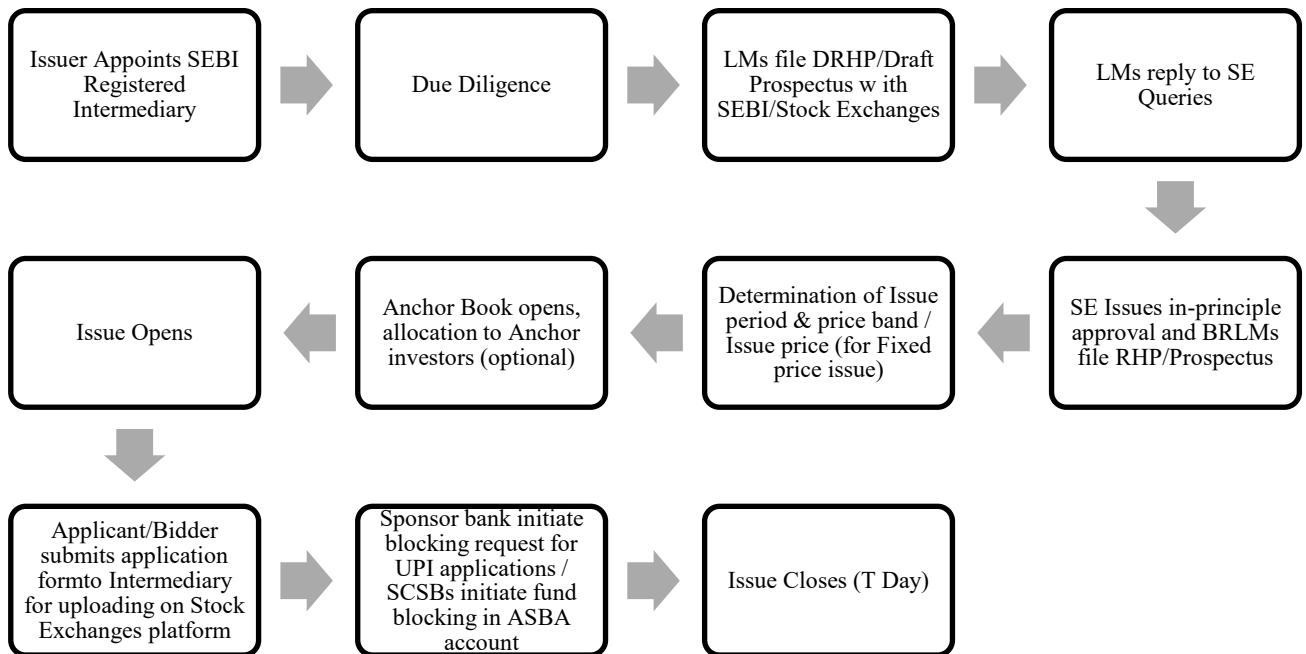 Issuer Appoints SEBI
Registered
Intermediary
Due Diligence
LMs file DRHP/Draft
Prospectus w ith
SEBI/Stock Exchanges
LMs reply to SE
Queries
SE Issues in-principle
approval and BRLMs
file RHP/Prospectus
Determination of Issue
period & price band /
Issue price (for Fixed
price issue)
Anchor Book opens,
allocation to Anchor
investors (optional)
Issue Opens
Applicant/Bidder
submits application
formto Intermediary
for uploading on Stock
Exchanges platform
Sponsor bank initiate
blocking request for
UPI applications /
SCSBs initiate fund
blocking in ASBA
account
Issue Closes (T Day)